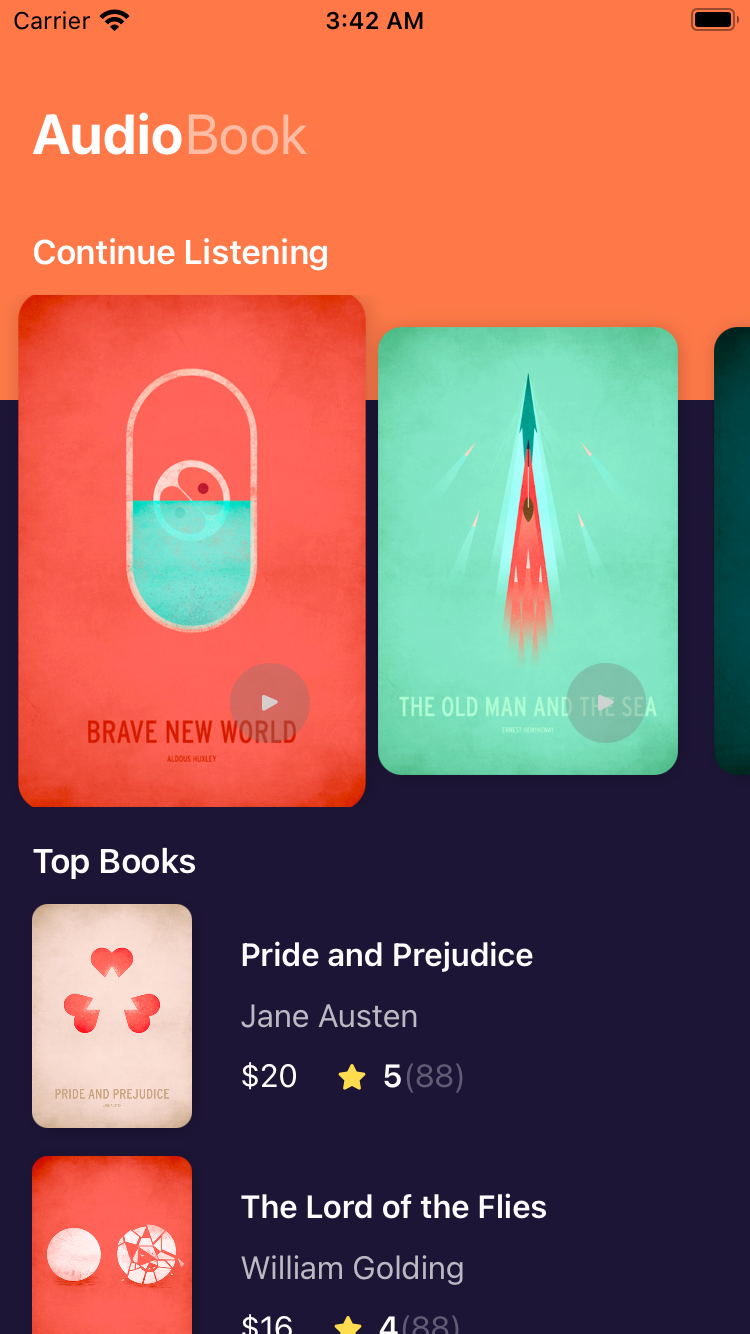 Carrier 3:42 AM
AudioBook
Continue Listening
BRAVE NEW WORLD
ALDOUS HUXLEY
THE OLD MAN AND THE SEA
ERNEST HEMINGWAY
Top Books
Pride and Prejudice
Jane Austen
$20 5(88)
PRIDE AND PREJUDICE
The Lord of the Flies
William Golding
$16 4(88)